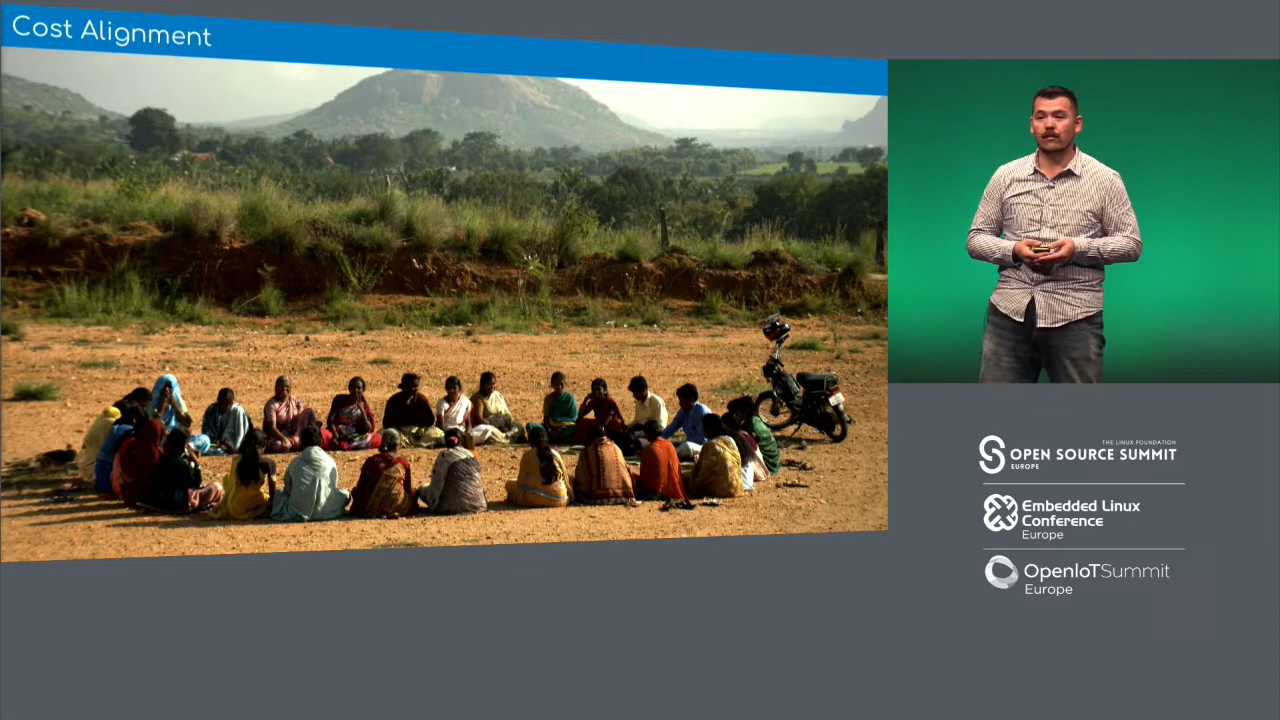 Cost Alignment
THE LINUX FOUNDATION
OPEN SOURCE SUMMIT
EUROPE
Embedded Linux
Conference
Europe
OpenIoTSummit
Europe